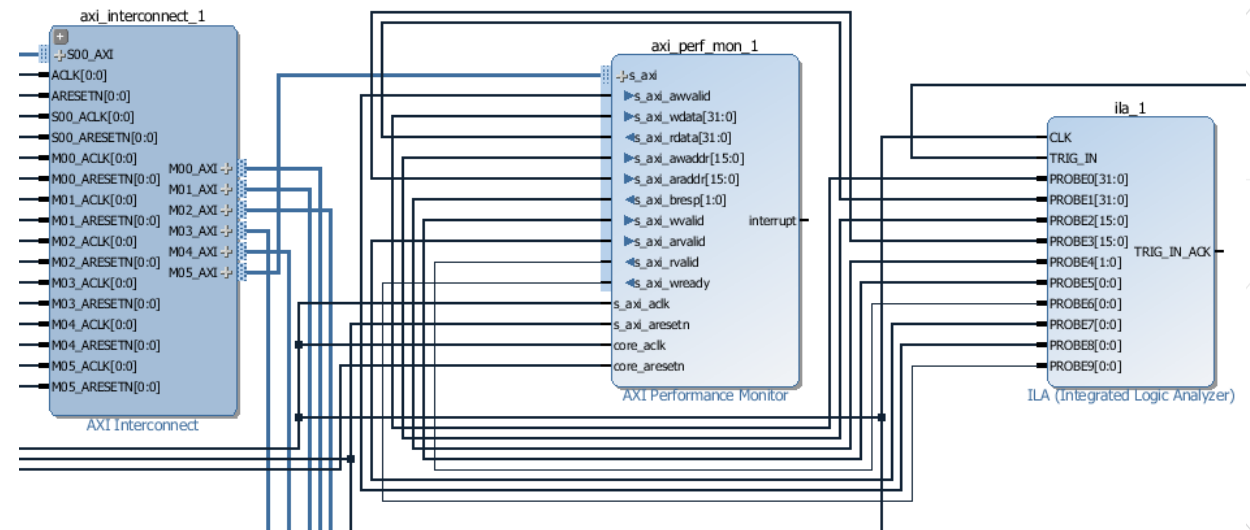 axi_interconnect_1
S00_AXI
ACLK[0:0]
ARESETN[0:0]
S00_ACLK[0:0]
S00_ARESETN[0:0]
M00_ACLK[0:0]
M00_ARESETN[0:0]
M01_ACLK[0:0]
M01_ARESETN[0:0]
M02_ACLK[0:0]
M02_ARESETN[0:0]
M03_ACLK[0:0]
M03_ARESETN[0:0]
M04_ACLK[0:0]
M04_ARESETN[0:0]
M05_ACLK[0:0]
M05_ARESETN[0:0]
M00_AXI
M01_AXI
M02_AXI
M03_AXI
M04_AXI
M05_AXI
AXI Interconnect
axi_perf_mon_1
s_axi
s_axi_awvalid
s_axi_wdata[31:0]
s_axi_rdata[31:0]
s_axi_awaddr[15:0]
s_axi_araddr[15:0]
s_axi_bresp[1:0]
s_axi_wvalid
s_axi_arvalid
s_axi_rvalid
s_axi_wready
s_axi_aclk
s_axi_aresetn
core_aclk
core_aresetn
interrupt
AXI Performance Monitor
ila_1
CLK
TRIG_IN
PROBE0[31:0]
PROBE1[31:0]
PROBE2[15:0]
PROBE3[15:0]
PROBE4[1:0]
PROBE5[0:0]
PROBE6[0:0]
PROBE7[0:0]
PROBE8[0:0]
PROBE9[0:0]
TRIG_IN_ACK
ILA (Integrated Logic Analyzer)